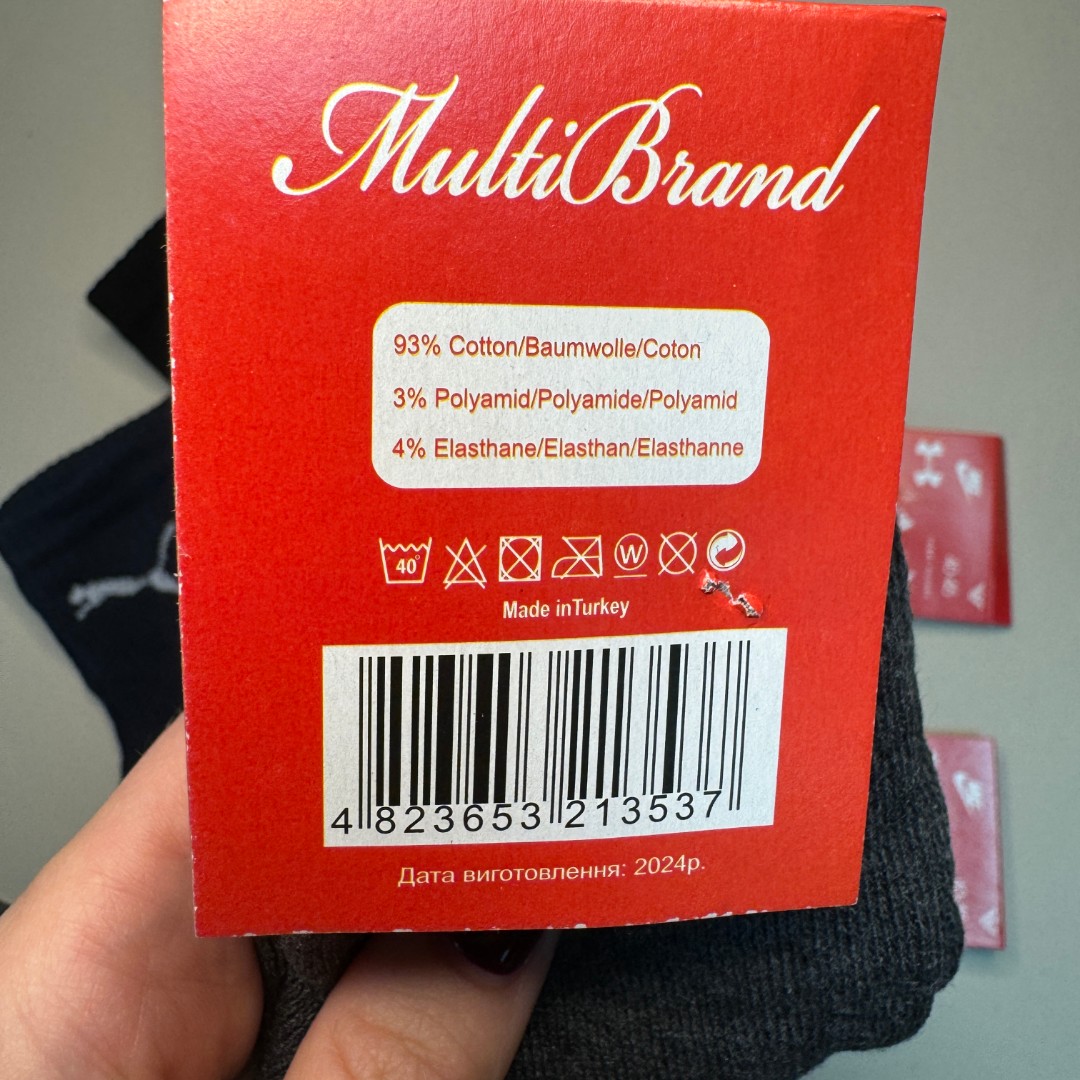 MultiBrand
93% Cotton/Baumwolle/Coton
3% Polyamid/Polyamide/Polyamid
4% Elasthane/Elasthan/Elasthanne
40°
W
Made inTurkey
4 823653 213537
Дата виготовлення: 2024р.